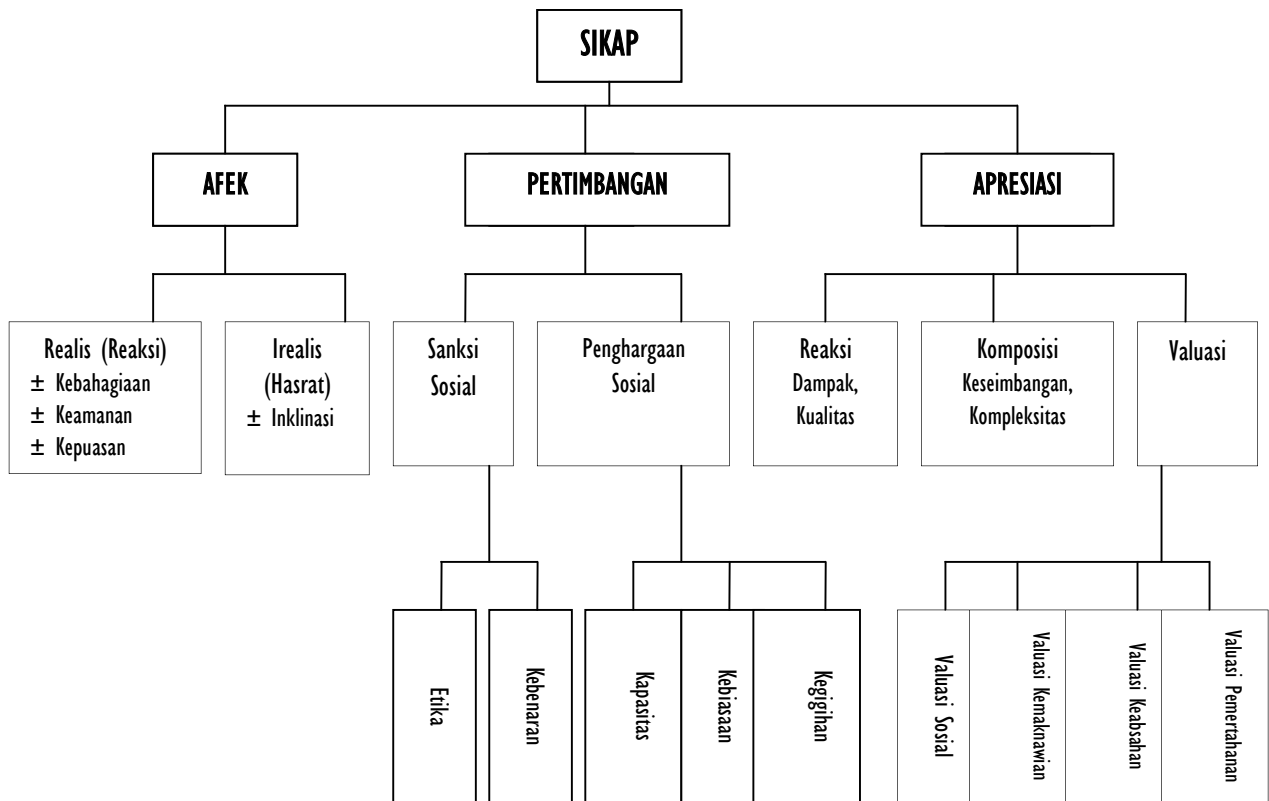 SIKAP
AFEK
PERTIMBANGAN
APRESIASI
Realis (Reaksi)
± Kebahagiaan
± Keamanan
± Kepuasan
Irealis
(Hasrat)
± Inklinasi
Sanksi
Sosial
Penghargaan
Sosial
Reaksi
Dampak,
Kualitas
Komposisi
Keseimbangan,
Kompleksitas
Valuasi
Etika
Kebenaran
Kapasitas
Kebiasaan
Kegigihan
Valuasi Sosial
Valuasi Kemaknawian
Valuasi Keabsahan
Valuasi Pemertahanan